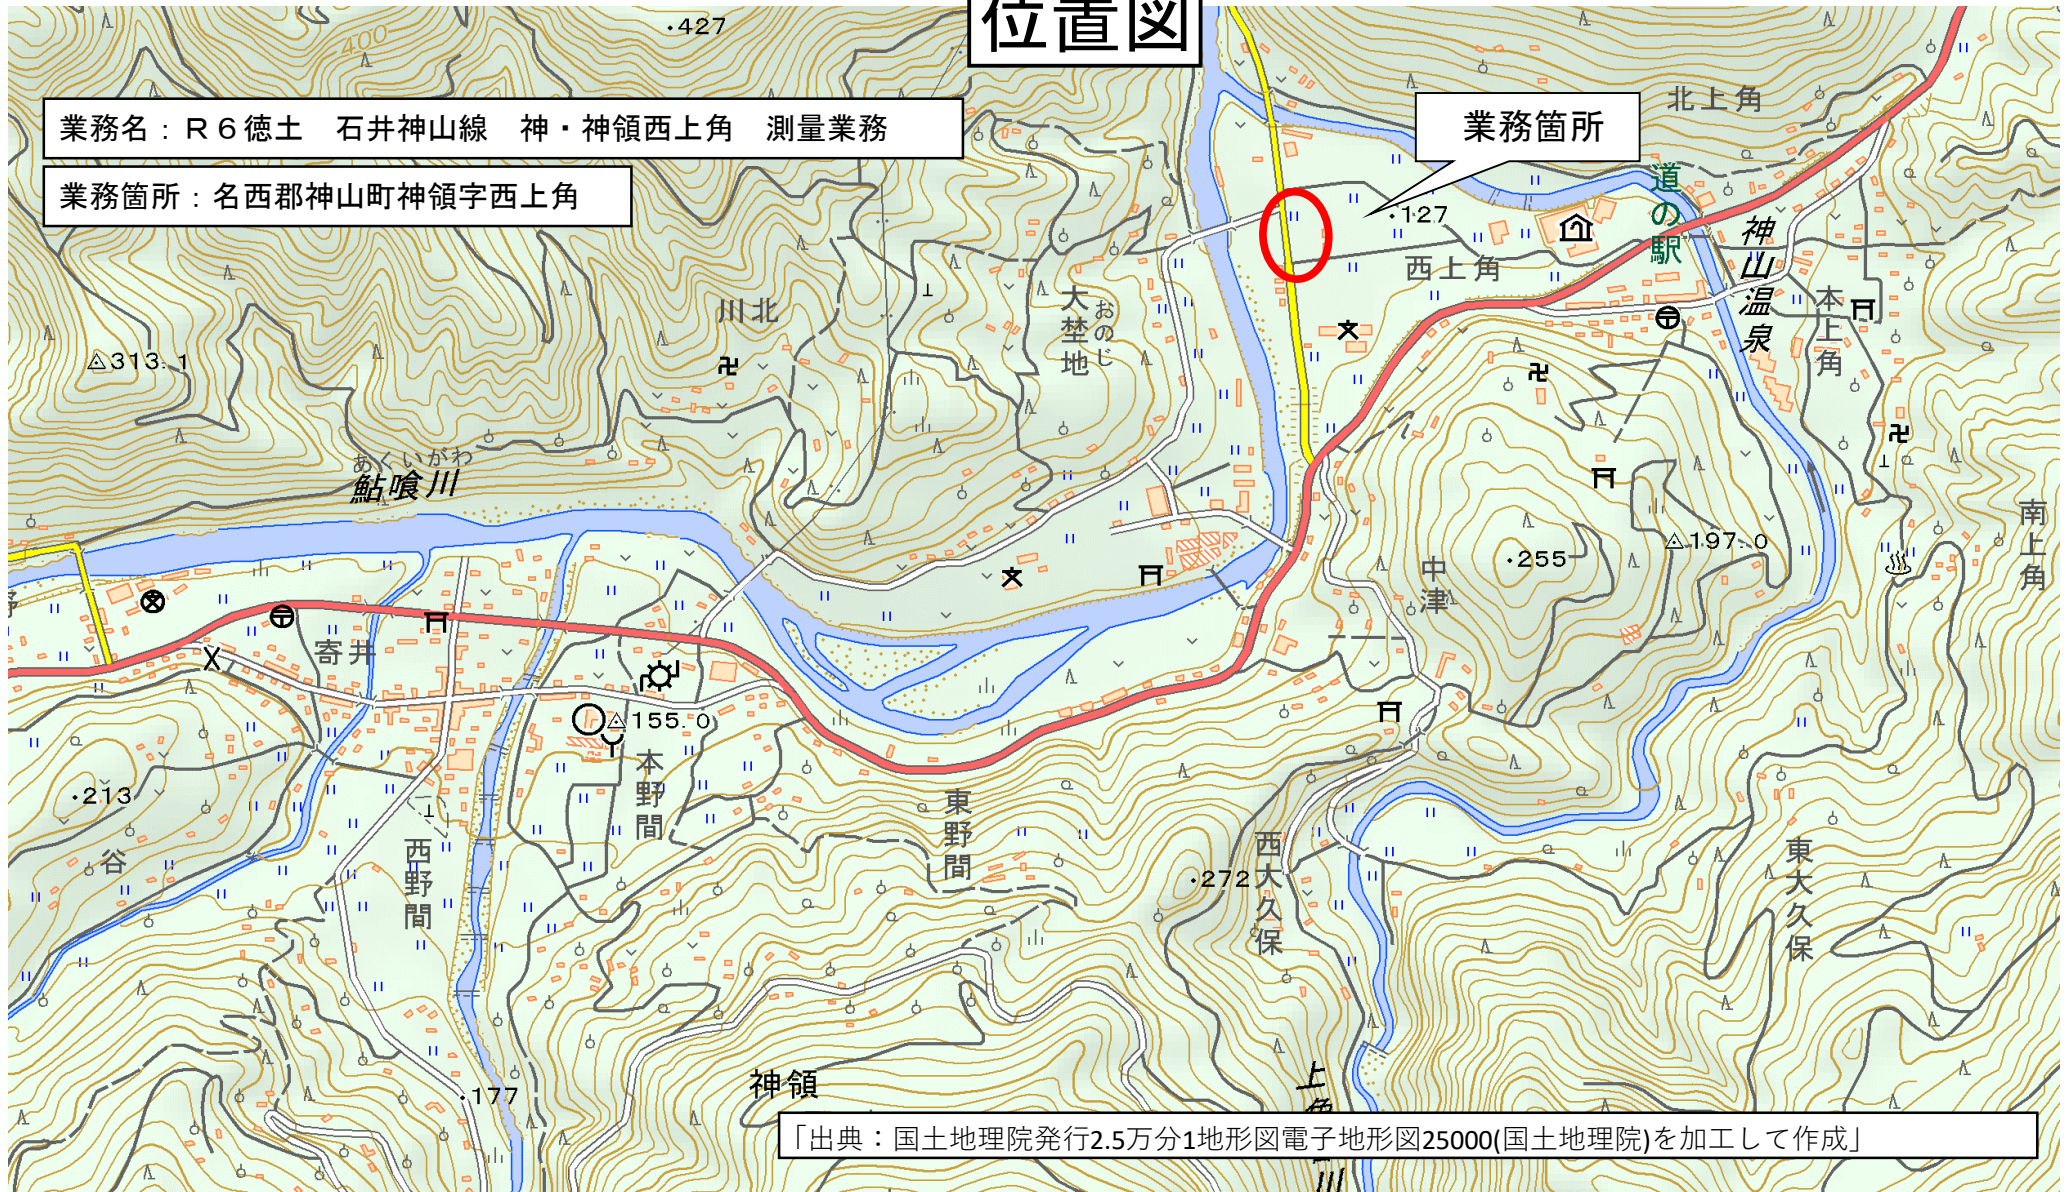 位置図
・427
400
業務名：Ｒ６徳土　石井神山線　神・神領西上角　測量業務
業務箇所：名西郡神山町神領字西上角
業務箇所
北上角
道の駅
神山温泉
・127
西上角
本上角
川北
大埜地
おのじ
313.1
あくいがわ
鮎喰川
南上角
197.0
・255
中津
寄井
155.0
本野間
・213
谷
西野間
東野間
・272
西大久保
東大久保
・177
神領
上角
川
「出典：国土地理院発行2.5万分1地形図電子地形図25000(国土地理院)を加工して作成」